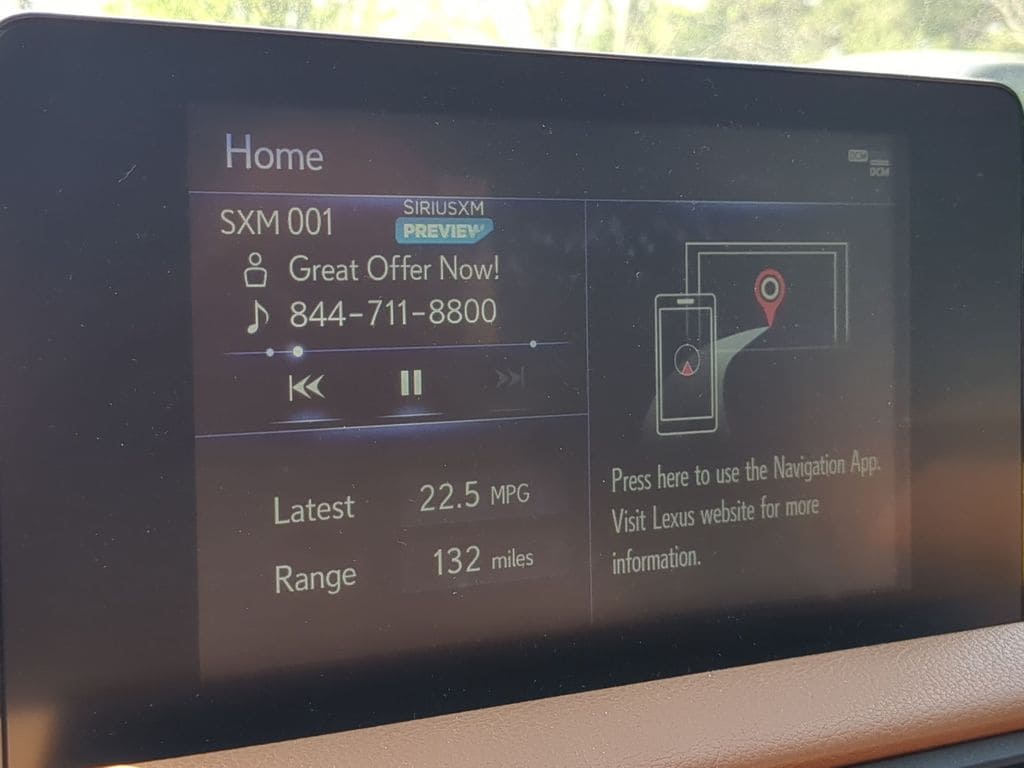 Home
DCM
DCM
SXM 001
SIRIUSXM
PREVIEW
Great Offer Now!
844-711-8800
Latest 22.5 MPG
Range 132 miles
Press here to use the Navigation App.
Visit Lexus website for more
information.